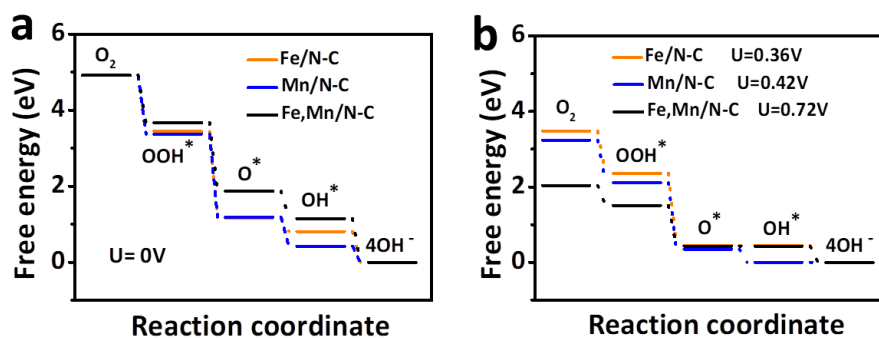 a
6
4
2
0
Free energy (eV)
O2
Fe/N-C
Mn/N-C
Fe,Mn/N-C
OOH*
O*
OH*
4OH-
U= 0V
Reaction coordinate
b
6
4
2
0
Free energy (eV)
Fe/N-C U=0.36V
Mn/N-C U=0.42V
Fe,Mn/N-C U=0.72V
O2
OOH*
O*
OH*
4OH-
Reaction coordinate